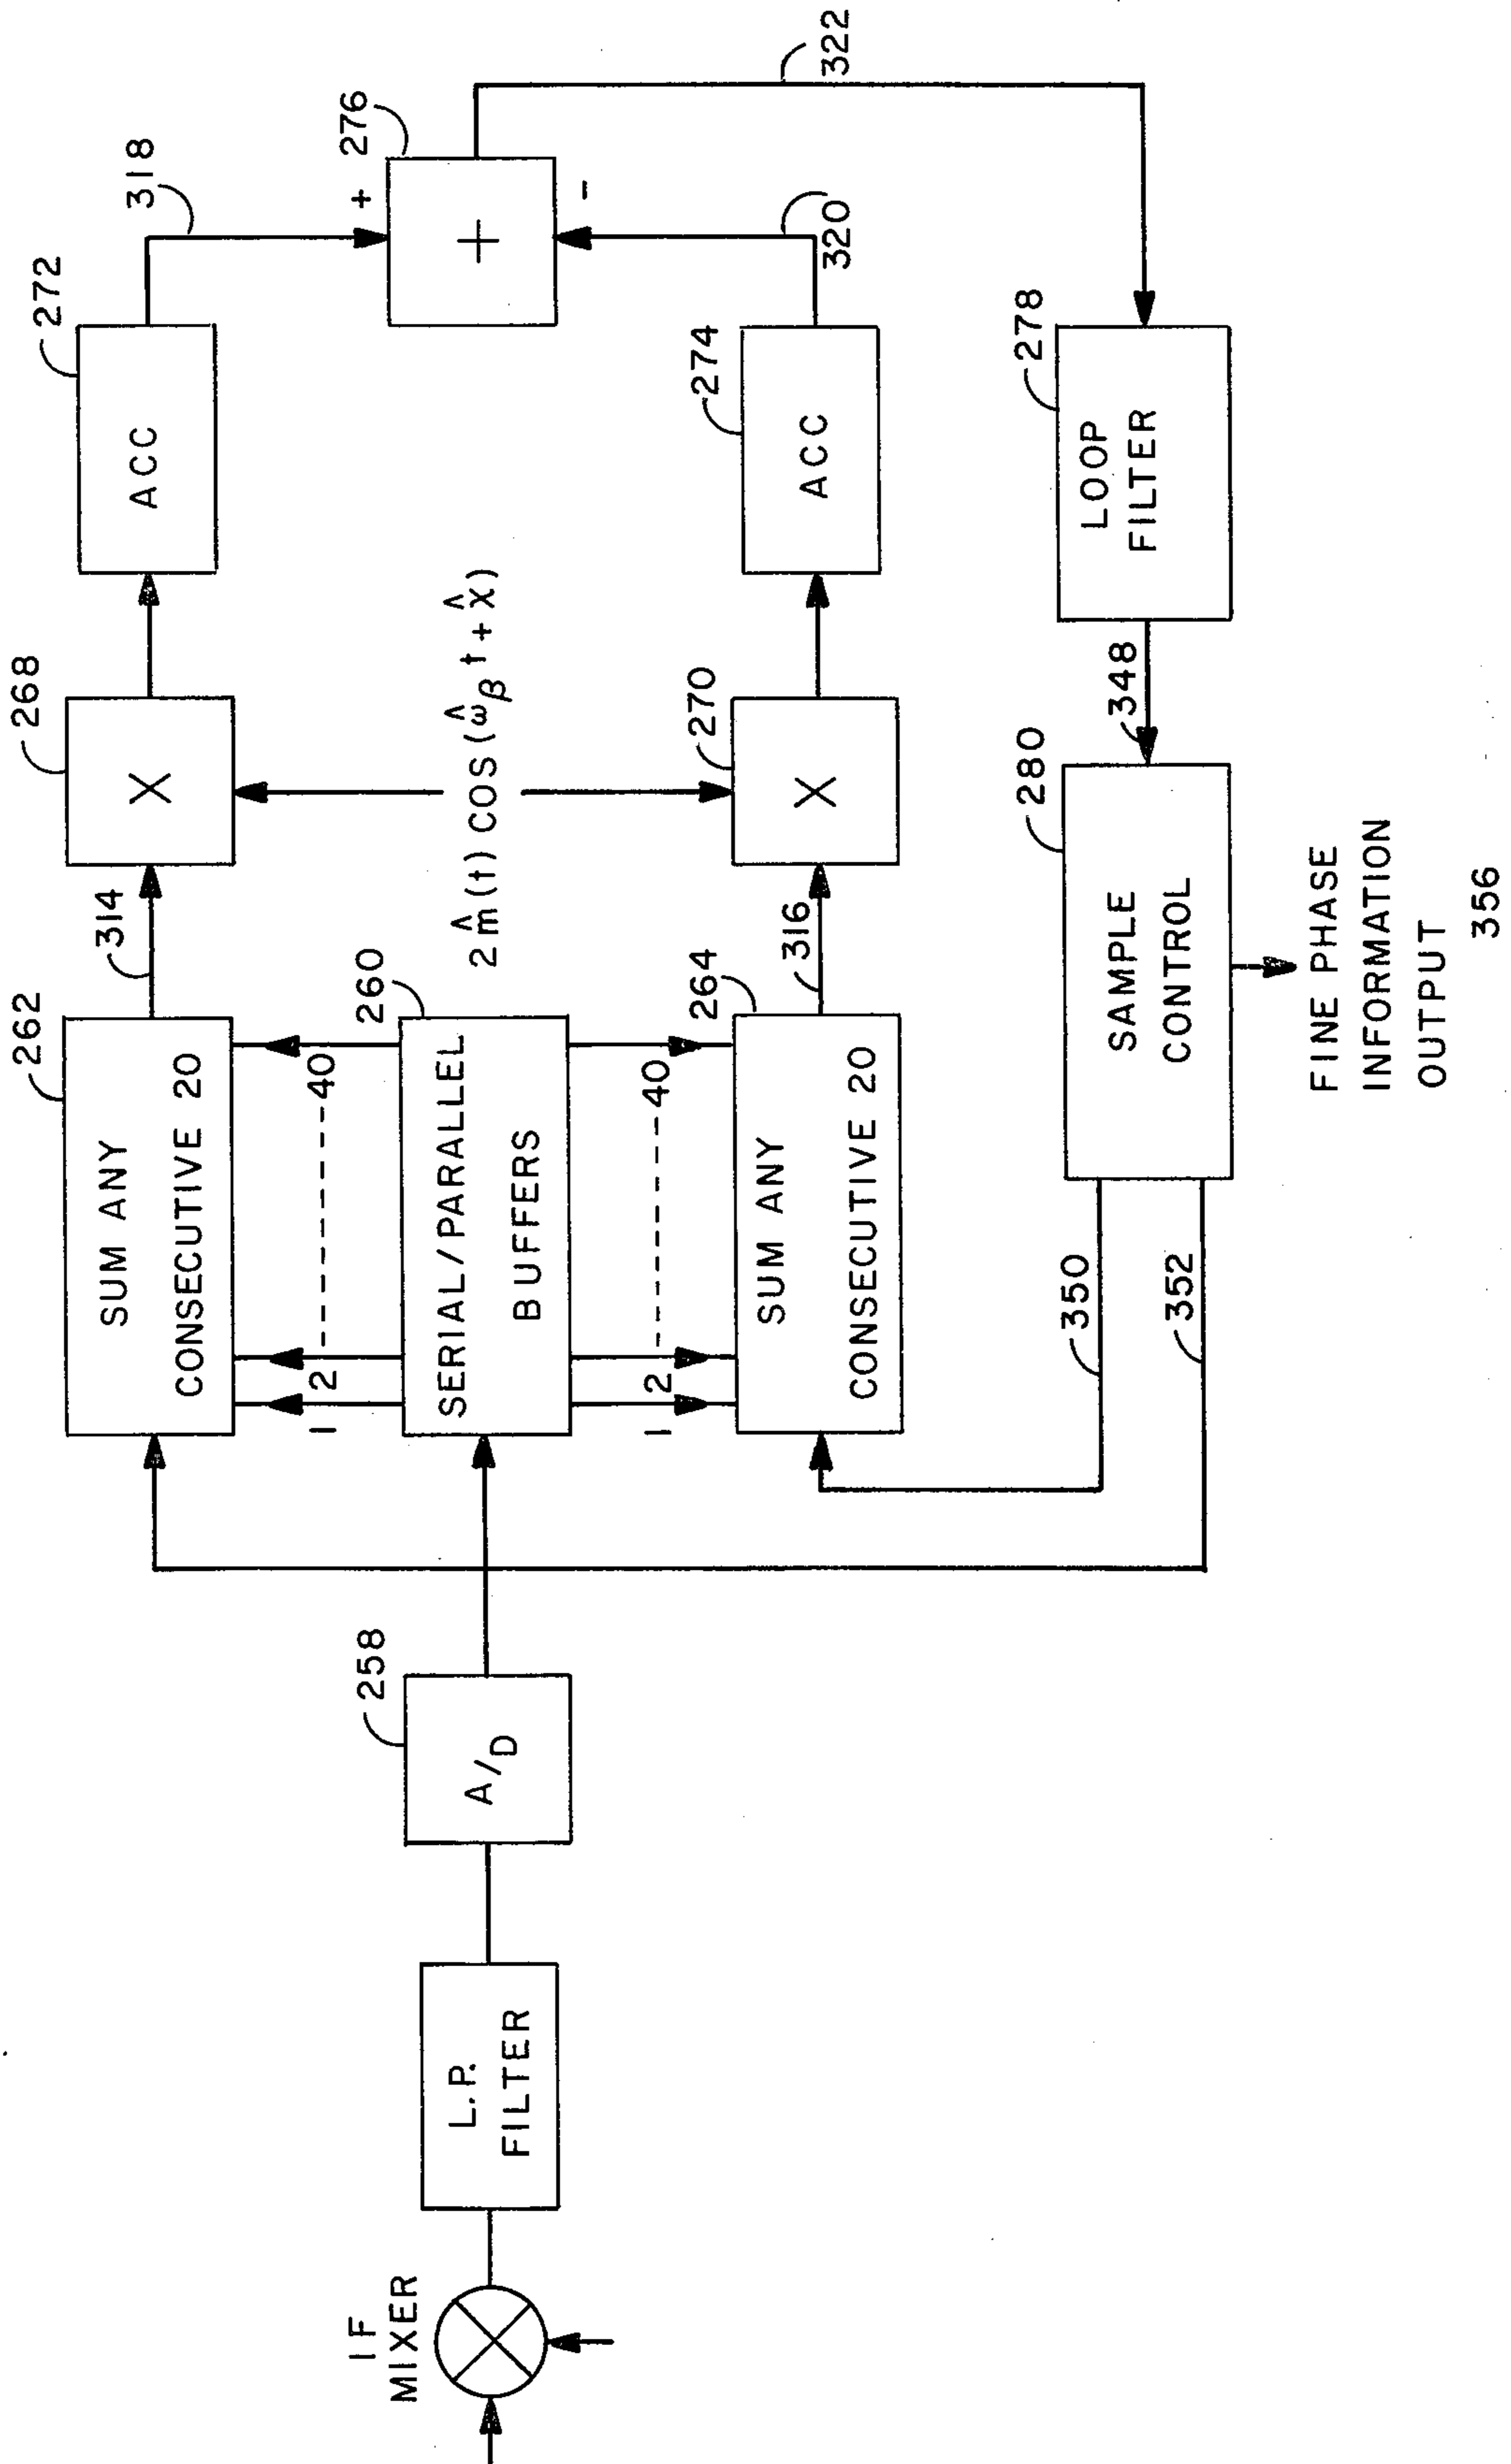 IF
MIXER
L.P.
FILTER
258
A/D
262
SUM ANY
CONSECUTIVE 20
1 2 ------ 40
260
SERIAL/PARALLEL
BUFFERS
1 2 ------ 40
264
SUM ANY
CONSECUTIVE 20
314
316
268
X
2 m̂(t) COS (ω̂β t + χ̂)
270
X
272
ACC
274
ACC
318
276
+
+
-
320
322
278
LOOP
FILTER
348
280
SAMPLE
CONTROL
350
352
FINE PHASE
INFORMATION
OUTPUT
356